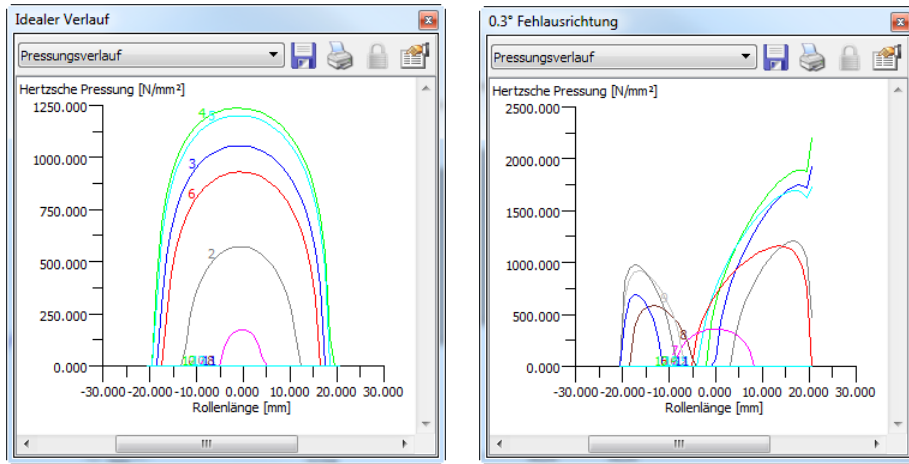 Idealer Verlauf
Pressungsverlauf
Hertzsche Pressung [N/mm²]
1250.000
1000.000
750.000
500.000
250.000
0.000
4
5
3
6
2
-30.000 -20.000 -10.000 0.000 10.000 20.000 30.000
Rollenlänge [mm]
0.3° Fehlausrichtung
Pressungsverlauf
Hertzsche Pressung [N/mm²]
2500.000
2000.000
1500.000
1000.000
500.000
0.000
9
8
7
11
-30.000 -20.000 -10.000 0.000 10.000 20.000 30.000
Rollenlänge [mm]